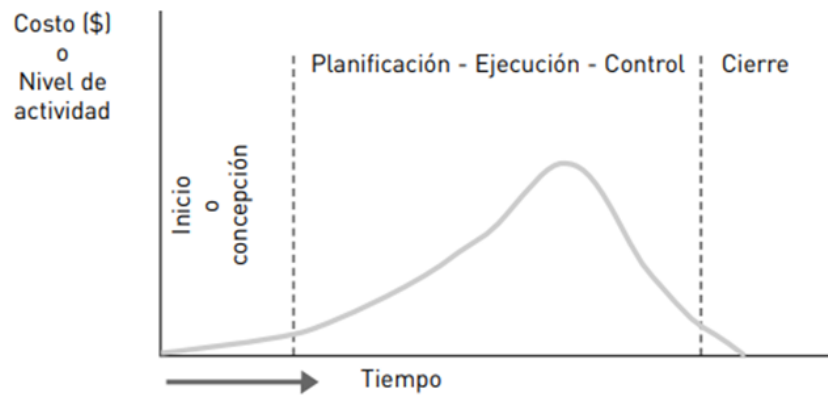 Costo ($)
o
Nivel de
actividad
Inicio
o
concepción
Planificación - Ejecución - Control
Cierre
Tiempo